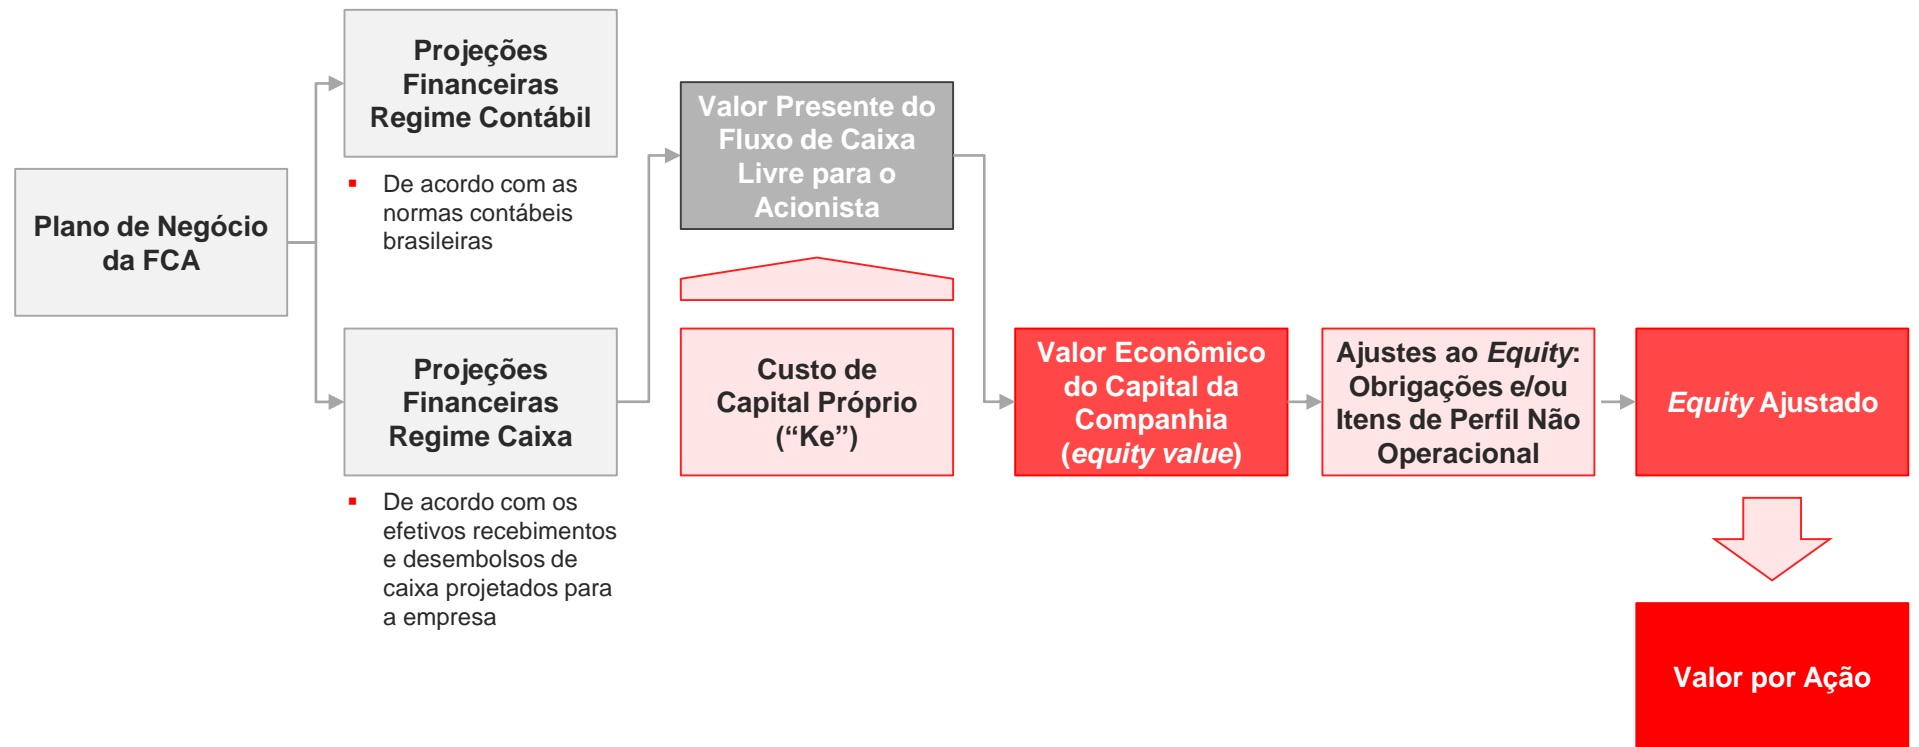 Plano de Negócio
da FCA
Projeções
Financeiras
Regime Contábil
De acordo com as
normas contábeis
brasileiras
Projeções
Financeiras
Regime Caixa
De acordo com os
efetivos recebimentos
e desembolsos de
caixa projetados para
a empresa
Valor Presente do
Fluxo de Caixa
Livre para o
Acionista
Custo de
Capital Próprio
(“Ke”)
Valor Econômico
do Capital da
Companhia
(equity value)
Ajustes ao Equity:
Obrigações e/ou
Itens de Perfil Não
Operacional
Equity Ajustado
Valor por Ação